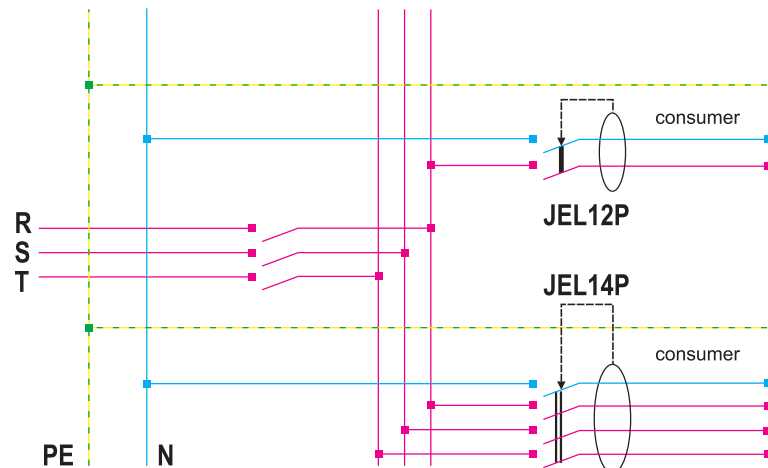 consumer
JEL12P
R
S
T
JEL14P
consumer
PE N